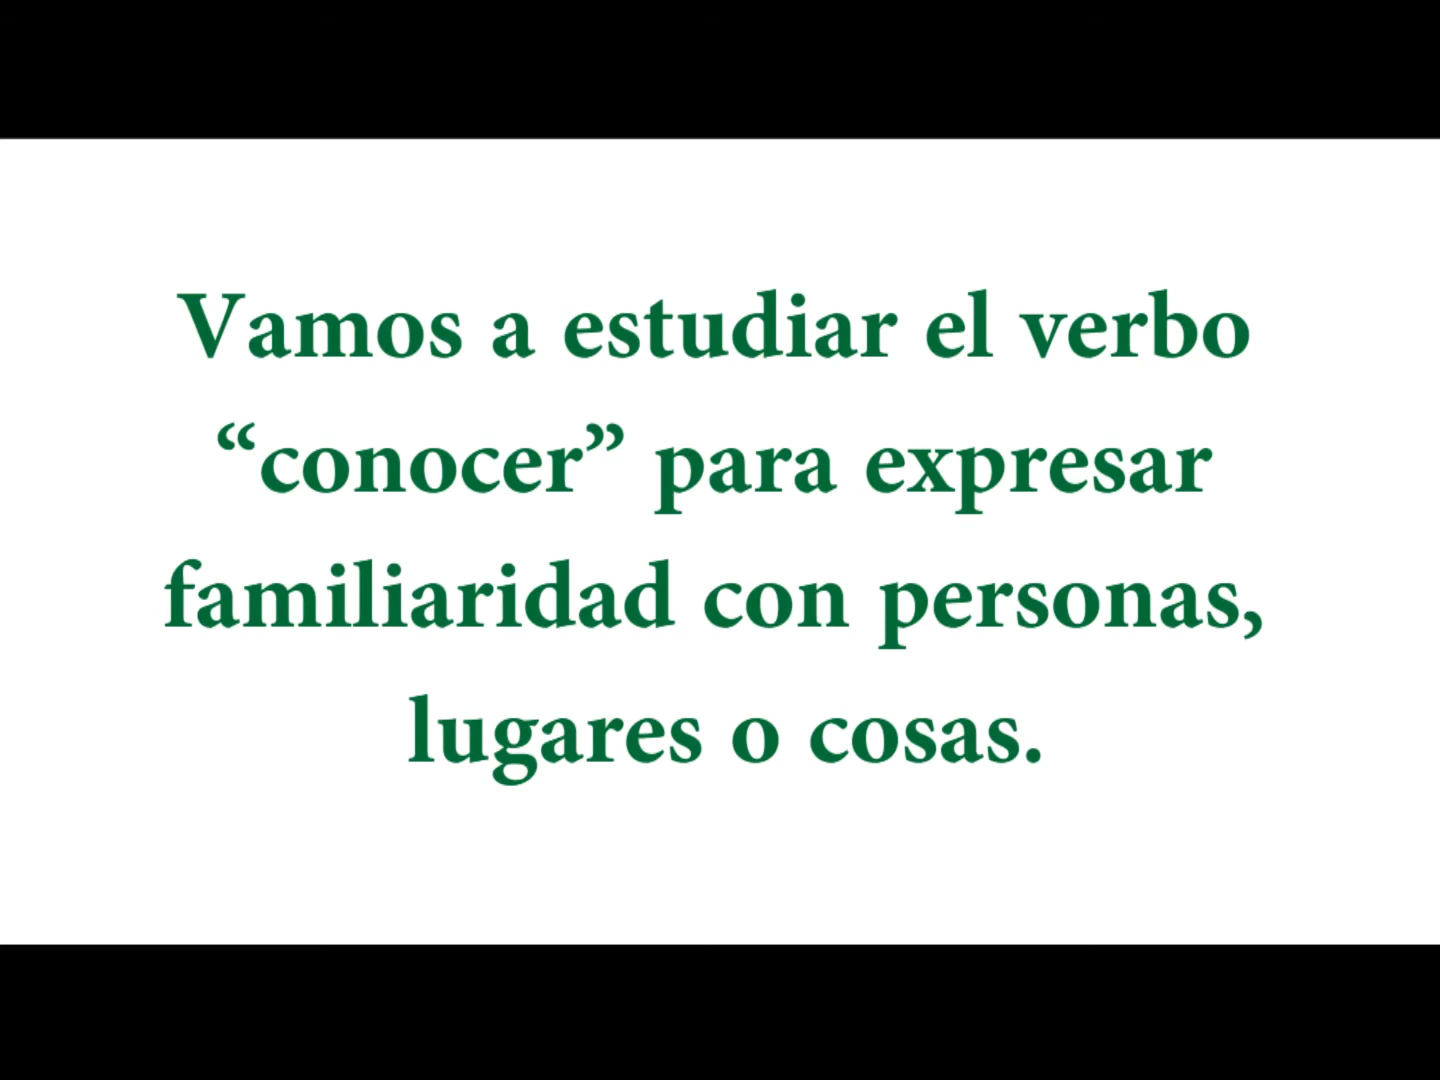 Vamos a estudiar el verbo
“conocer” para expresar
familiaridad con personas,
lugares o cosas.